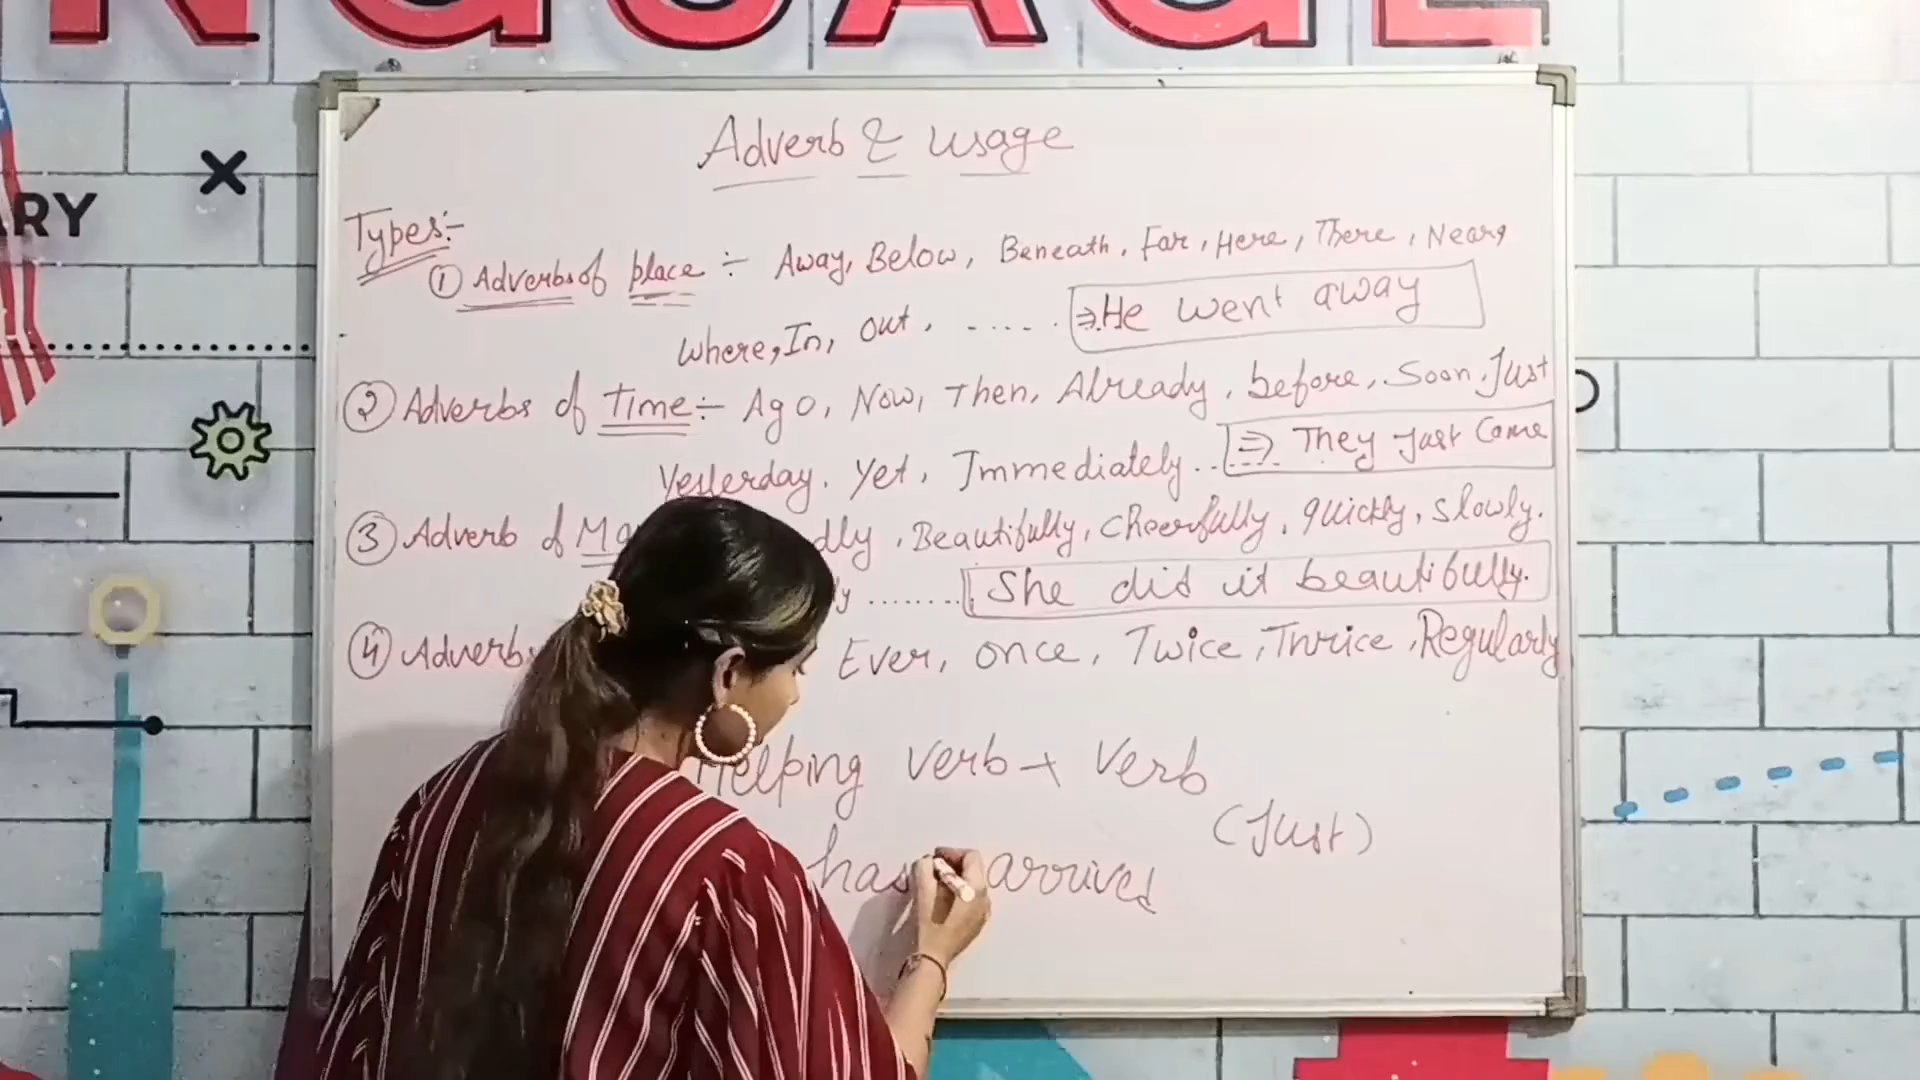 NGUAGE
RY
Adverb & usage
Types:-
① Adverbs of place :- Away, Below, Beneath, Far, Here, There, Near,
where, In, out, ...... ⇒ He went away
② Adverbs of Time :- Ago, Now, Then, Already, before, Soon, Just
Yesterday, Yet, Immediately.. ⇒ They Just Came
③ Adverb of Beautifully, cheerfully, quickly, slowly.
........ She did it beautifully.
④ Adverb Ever, once, Twice, Thrice, Regularly
Helping verb + Verb
(Just)
has arrived